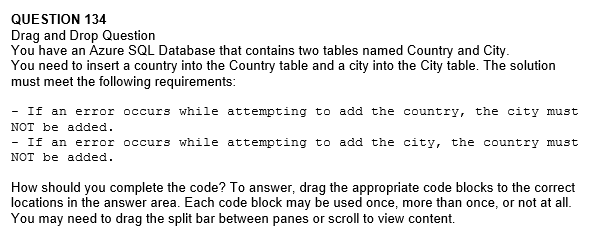 QUESTION 134
Drag and Drop Question
You have an Azure SQL Database that contains two tables named Country and City.
You need to insert a country into the Country table and a city into the City table. The solution
must meet the following requirements:
- If an error occurs while attempting to add the country, the city must
NOT be added.
- If an error occurs while attempting to add the city, the country must
NOT be added.
How should you complete the code? To answer, drag the appropriate code blocks to the correct
locations in the answer area. Each code block may be used once, more than once, or not at all.
You may need to drag the split bar between panes or scroll to view content.